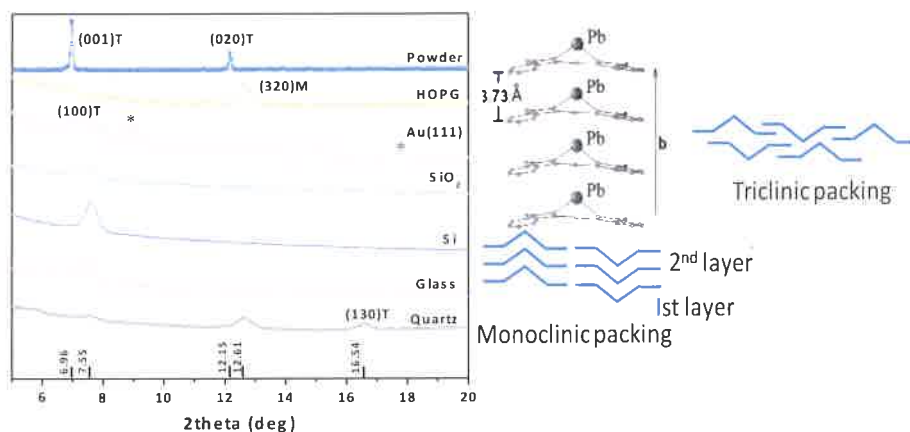 (001)T
(020)T
Powder
(320)M
HOPG
(100)T
*
Au(111)
*
SiO2
Si
Glass
(130)T
Quartz
6.96
7.55
12.15
12.61
16.54
6 8 10 12 14 16 18 20
2theta (deg)
Pb
3.73 Å
Pb
b
Pb
Pb
Triclinic packing
2nd layer
Ist layer
Monoclinic packing